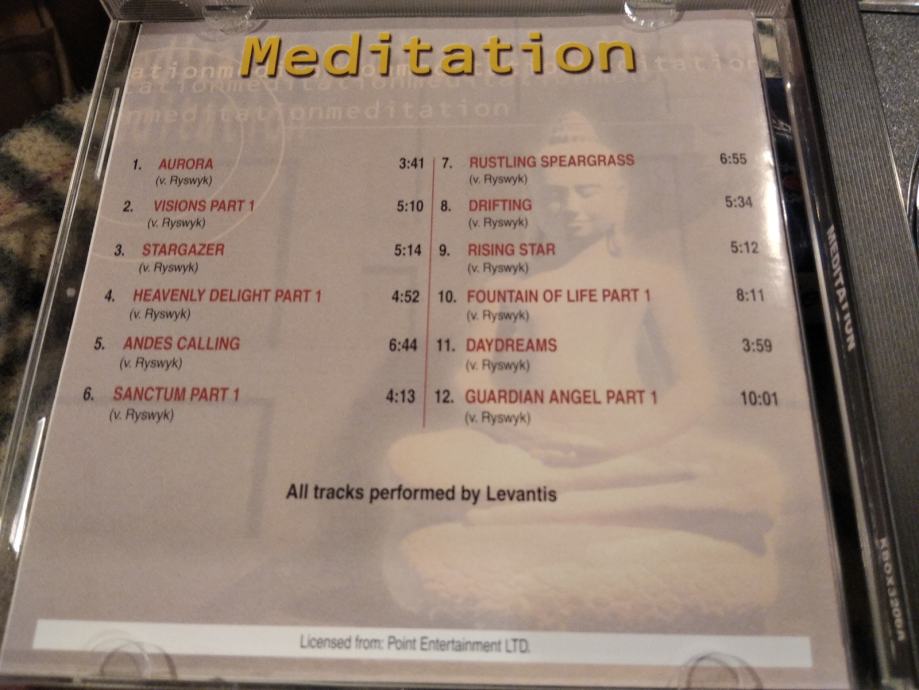 Meditation
meditation
nmeditationmeditation
1. AURORA 3:41
(v. Ryswyk)
2. VISIONS PART 1 5:10
(v. Ryswyk)
3. STARGAZER 5:14
(v. Ryswyk)
4. HEAVENLY DELIGHT PART 1 4:52
(v. Ryswyk)
5. ANDES CALLING 6:44
(v. Ryswyk)
6. SANCTUM PART 1 4:13
(v. Ryswyk)
7. RUSTLING SPEARGRASS 6:55
(v. Ryswyk)
8. DRIFTING 5:34
(v. Ryswyk)
9. RISING STAR 5:12
(v. Ryswyk)
10. FOUNTAIN OF LIFE PART 1 8:11
(v. Ryswyk)
11. DAYDREAMS 3:59
(v. Ryswyk)
12. GUARDIAN ANGEL PART 1 10:01
(v. Ryswyk)
All tracks performed by Levantis
Licensed from: Point Entertainment LTD.
MEDITATION
KBOX3206A